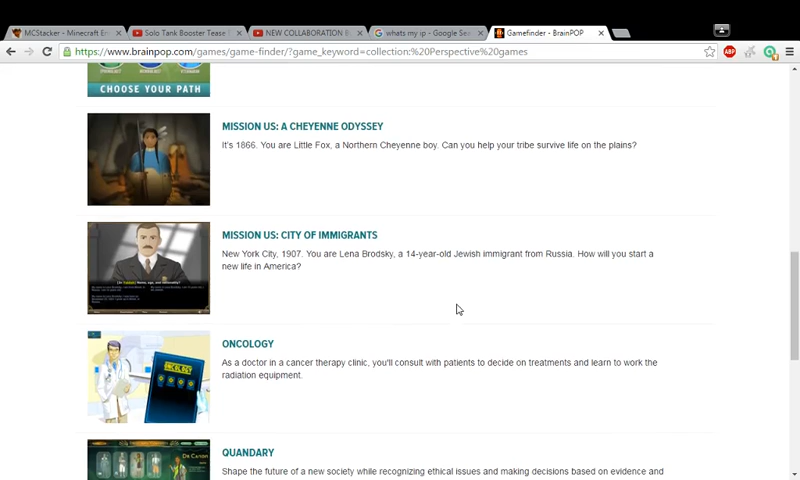 MCStacker - Minecraft En
Solo Tank Booster Tease
NEW COLLABORATION B
whats my ip - Google Sea
Gamefinder - BrainPOP
https://www.brainpop.com/games/game-finder/?game_keyword=collection:%20Perspective%20games
CHOOSE YOUR PATH
MISSION US: A CHEYENNE ODYSSEY
It's 1866. You are Little Fox, a Northern Cheyenne boy. Can you help your tribe survive life on the plains?
MISSION US: CITY OF IMMIGRANTS
New York City, 1907. You are Lena Brodsky, a 14-year-old Jewish immigrant from Russia. How will you start a
new life in America?
ONCOLOGY
ONCOLOGY
As a doctor in a cancer therapy clinic, you'll consult with patients to decide on treatments and learn to work the
radiation equipment.
QUANDARY
Shape the future of a new society while recognizing ethical issues and making decisions based on evidence and